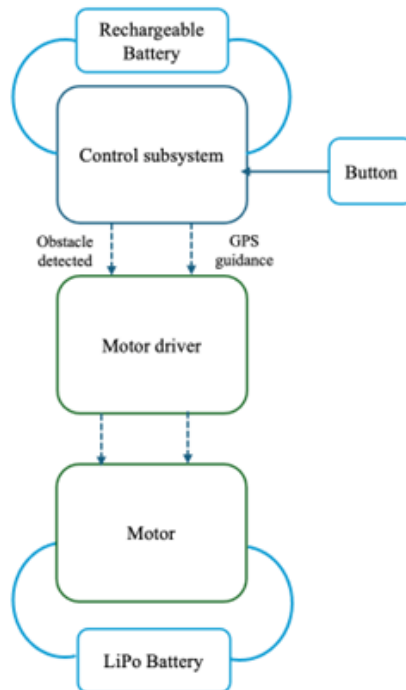 Rechargeable
Battery
Control subsystem
Button
Obstacle
detected
GPS
guidance
Motor driver
Motor
LiPo Battery